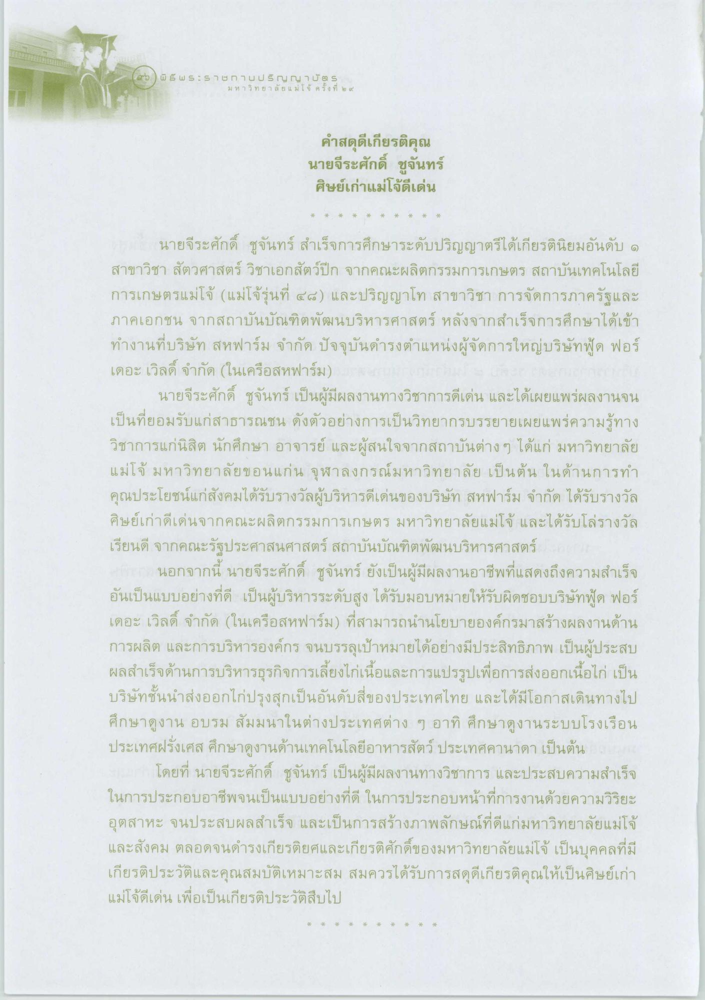 ๓๖ พิธีพระราชทานปริญญาบัตร
มหาวิทยาลัยแม่โจ้ ครั้งที่ ๒๙
คำสดุดีเกียรติคุณ
นายจีระศักดิ์ ชูจันทร์
ศิษย์เก่าแม่โจ้ดีเด่น
* * * * * * * * * *
นายจีระศักดิ์ ชูจันทร์ สำเร็จการศึกษาระดับปริญญาตรีได้เกียรตินิยมอันดับ ๑
สาขาวิชา สัตวศาสตร์ วิชาเอกสัตว์ปีก จากคณะผลิตกรรมการเกษตร สถาบันเทคโนโลยี
การเกษตรแม่โจ้ (แม่โจ้รุ่นที่ ๔๘) และปริญญาโท สาขาวิชา การจัดการภาครัฐและ
ภาคเอกชน จากสถาบันบัณฑิตพัฒนบริหารศาสตร์ หลังจากสำเร็จการศึกษาได้เข้า
ทำงานที่บริษัท สหฟาร์ม จำกัด ปัจจุบันดำรงตำแหน่งผู้จัดการใหญ่บริษัทฟู้ด ฟอร์
เดอะ เวิลดิ์ จำกัด (ในเครือสหฟาร์ม)
นายจีระศักดิ์ ชูจันทร์ เป็นผู้มีผลงานทางวิชาการดีเด่น และได้เผยแพร่ผลงานจน
เป็นที่ยอมรับแก่สาธารณชน ดังตัวอย่างการเป็นวิทยากรบรรยายเผยแพร่ความรู้ทาง
วิชาการแก่นิสิต นักศึกษา อาจารย์ และผู้สนใจจากสถาบันต่างๆ ได้แก่ มหาวิทยาลัย
แม่โจ้ มหาวิทยาลัยขอนแก่น จุฬาลงกรณ์มหาวิทยาลัย เป็นต้น ในด้านการทำ
คุณประโยชน์แก่สังคมได้รับรางวัลผู้บริหารดีเด่นของบริษัท สหฟาร์ม จำกัด ได้รับรางวัล
ศิษย์เก่าดีเด่นจากคณะผลิตกรรมการเกษตร มหาวิทยาลัยแม่โจ้ และได้รับโล่รางวัล
เรียนดี จากคณะรัฐประศาสนศาสตร์ สถาบันบัณฑิตพัฒนบริหารศาสตร์
นอกจากนี้ นายจีระศักดิ์ ชูจันทร์ ยังเป็นผู้มีผลงานอาชีพที่แสดงถึงความสำเร็จ
อันเป็นแบบอย่างที่ดี เป็นผู้บริหารระดับสูง ได้รับมอบหมายให้รับผิดชอบบริษัทฟู้ด ฟอร์
เดอะ เวิลดิ์ จำกัด (ในเครือสหฟาร์ม) ที่สามารถนำนโยบายองค์กรมาสร้างผลงานด้าน
การผลิต และการบริหารองค์กร จนบรรลุเป้าหมายได้อย่างมีประสิทธิภาพ เป็นผู้ประสบ
ผลสำเร็จด้านการบริหารธุรกิจการเลี้ยงไก่เนื้อและการแปรรูปเพื่อการส่งออกเนื้อไก่ เป็น
บริษัทชั้นนำส่งออกไก่ปรุงสุกเป็นอันดับสี่ของประเทศไทย และได้มีโอกาสเดินทางไป
ศึกษาดูงาน อบรม สัมมนาในต่างประเทศต่าง ๆ อาทิ ศึกษาดูงานระบบโรงเรือน
ประเทศฝรั่งเศส ศึกษาดูงานด้านเทคโนโลยีอาหารสัตว์ ประเทศคานาดา เป็นต้น
โดยที่ นายจีระศักดิ์ ชูจันทร์ เป็นผู้มีผลงานทางวิชาการ และประสบความสำเร็จ
ในการประกอบอาชีพจนเป็นแบบอย่างที่ดี ในการประกอบหน้าที่การงานด้วยความวิริยะ
อุตสาหะ จนประสบผลสำเร็จ และเป็นการสร้างภาพลักษณ์ที่ดีแก่มหาวิทยาลัยแม่โจ้
และสังคม ตลอดจนดำรงเกียรติยศและเกียรติศักดิ์ของมหาวิทยาลัยแม่โจ้ เป็นบุคคลที่มี
เกียรติประวัติและคุณสมบัติเหมาะสม สมควรได้รับการสดุดีเกียรติคุณให้เป็นศิษย์เก่า
แม่โจ้ดีเด่น เพื่อเป็นเกียรติประวัติสืบไป
* * * * * * * * * *